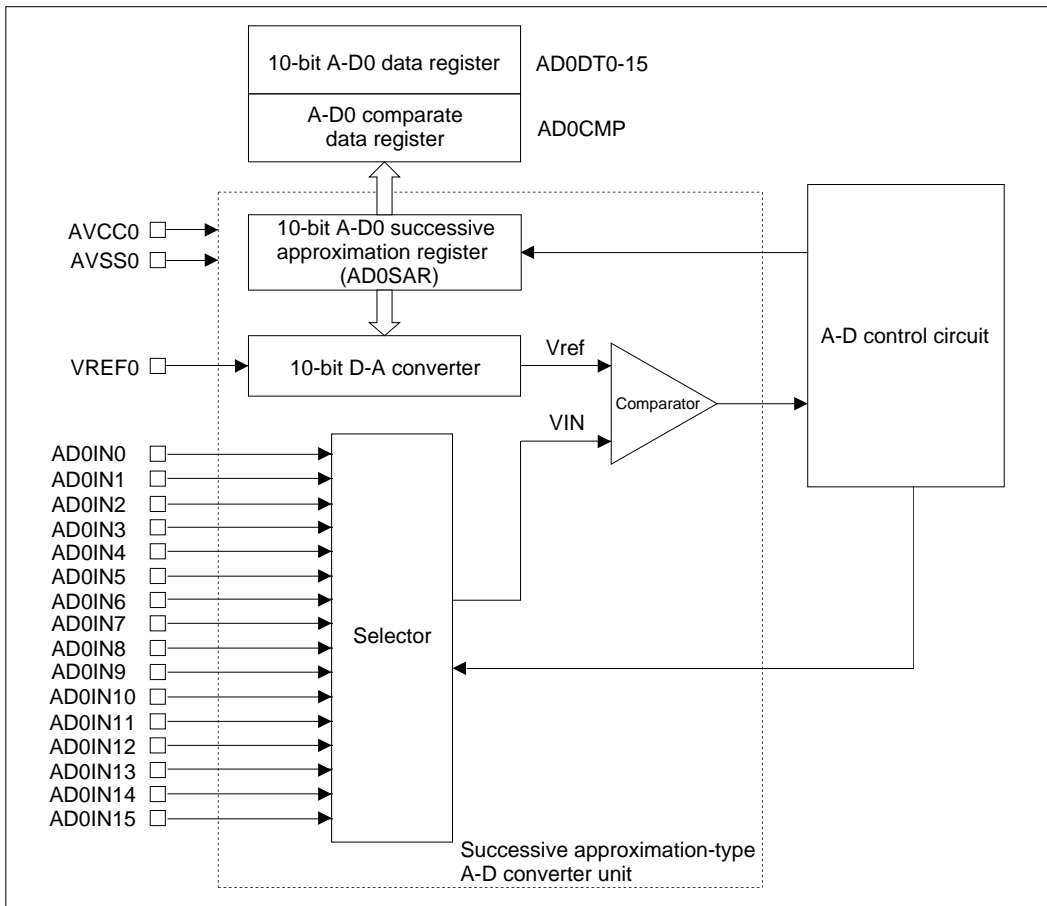 10-bit A-D0 data register
AD0DT0-15
A-D0 comparate
data register
AD0CMP
AVCC0
AVSS0
10-bit A-D0 successive
approximation register
(AD0SAR)
A-D control circuit
VREF0
10-bit D-A converter
Vref
Comparator
VIN
AD0IN0
AD0IN1
AD0IN2
AD0IN3
AD0IN4
AD0IN5
AD0IN6
AD0IN7
AD0IN8
AD0IN9
AD0IN10
AD0IN11
AD0IN12
AD0IN13
AD0IN14
AD0IN15
Selector
Successive approximation-type
A-D converter unit